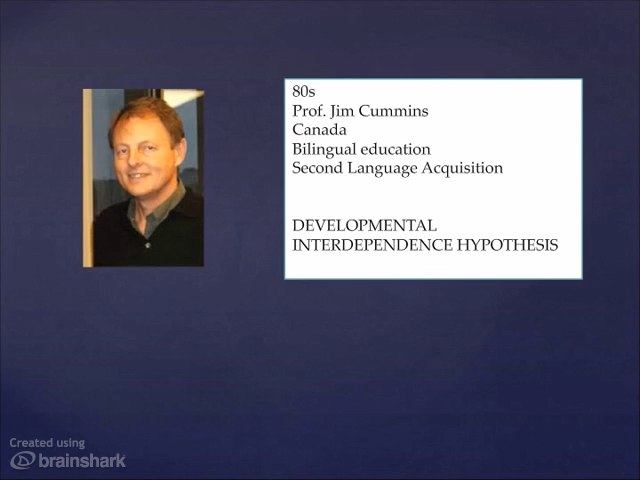 80s
Prof. Jim Cummins
Canada
Bilingual education
Second Language Acquisition
DEVELOPMENTAL
INTERDEPENDENCE HYPOTHESIS
Created using
brainshark